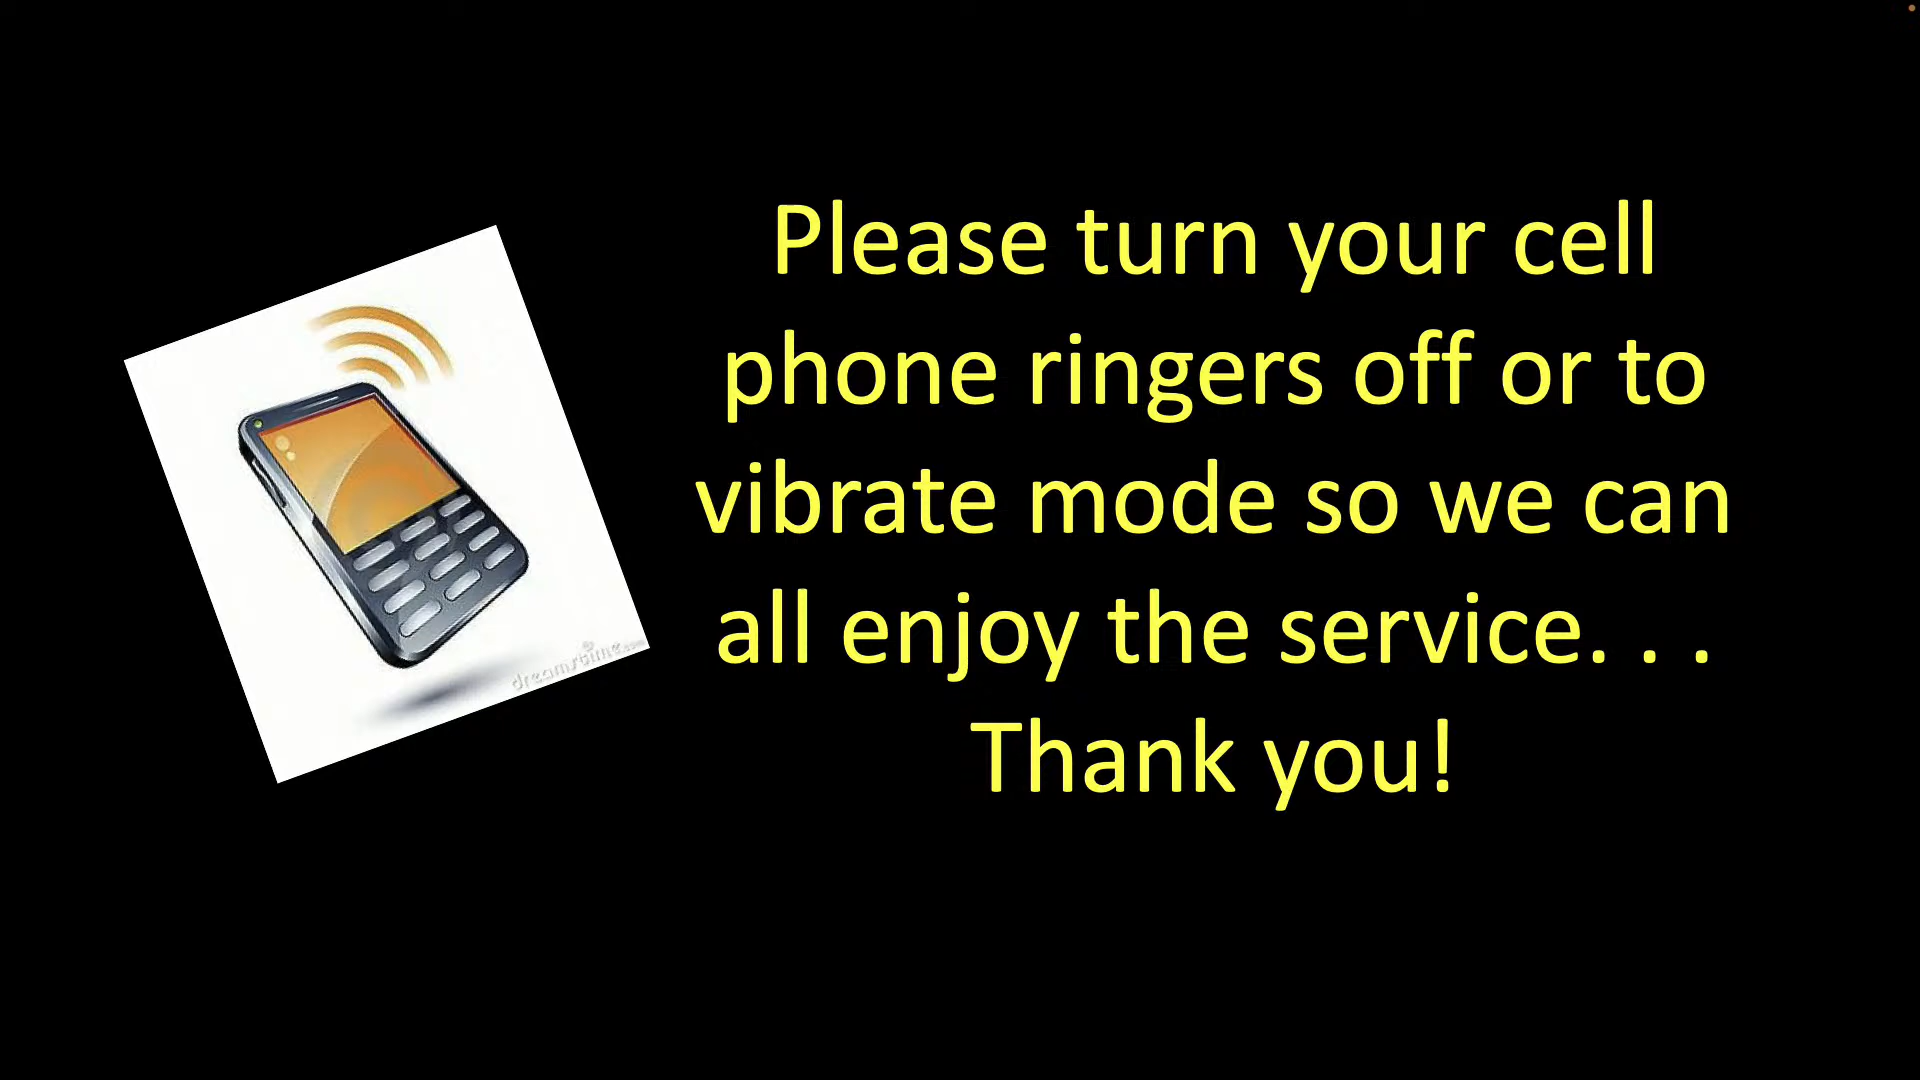 Please turn your cell
phone ringers off or to
vibrate mode so we can
all enjoy the service. . .
Thank you!
dreamstime